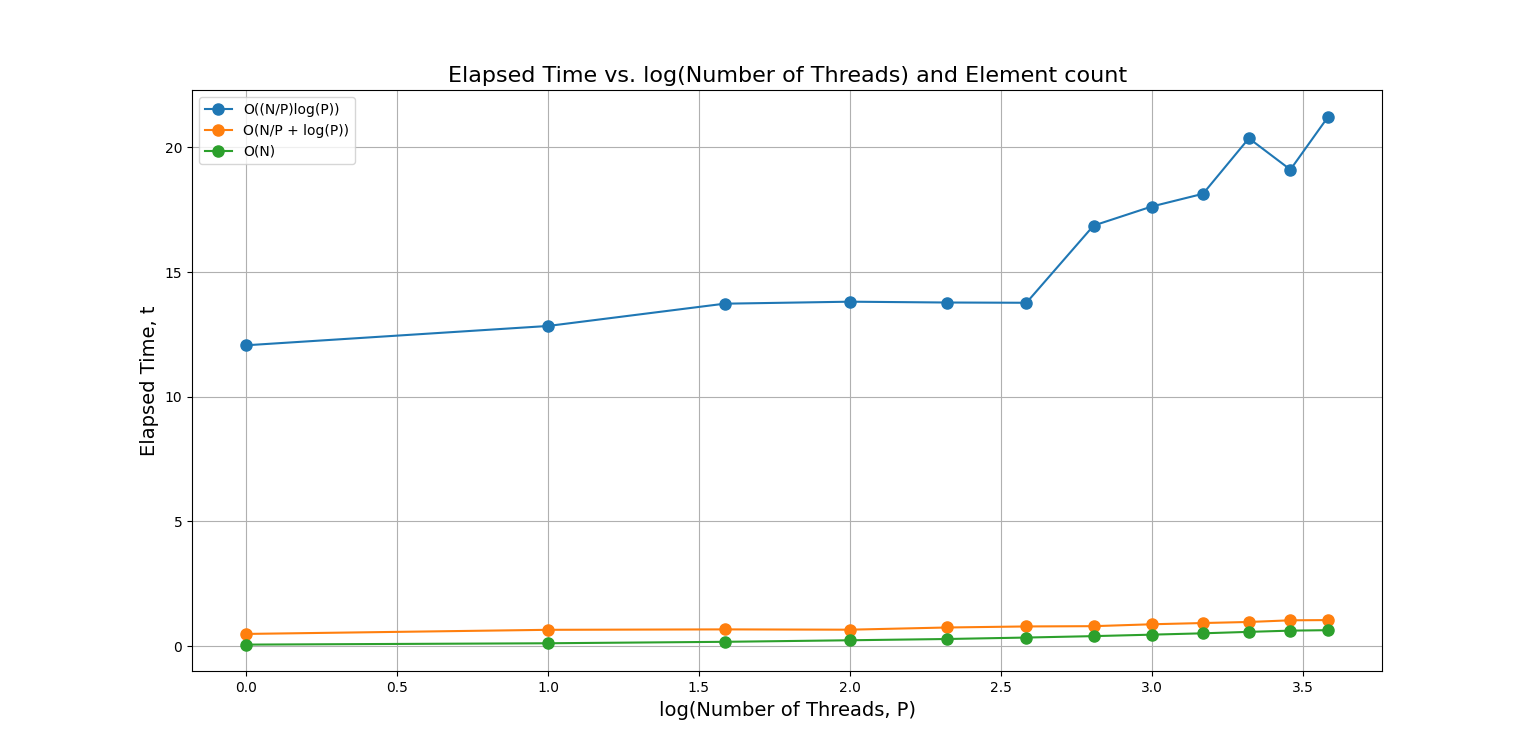 Elapsed Time vs. log(Number of Threads) and Element count
O((N/P)log(P))
O(N/P + log(P))
O(N)
Elapsed Time, t
20
15
10
5
0
0.0 0.5 1.0 1.5 2.0 2.5 3.0 3.5
log(Number of Threads, P)